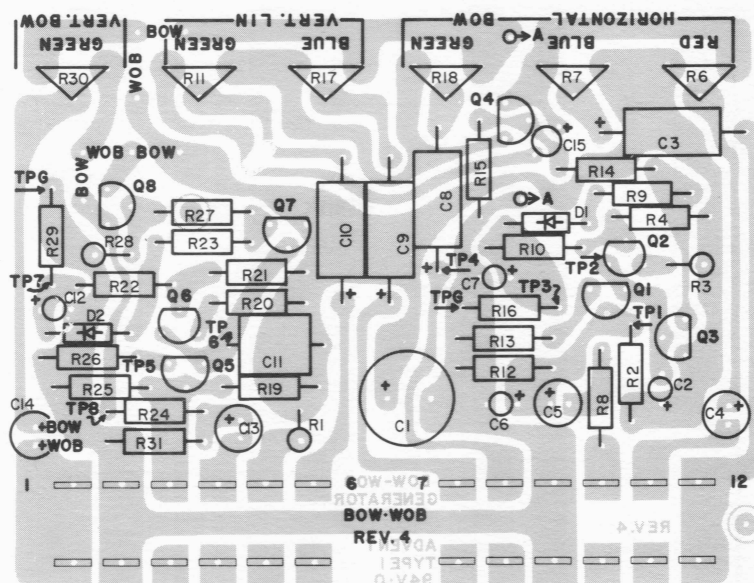 VERT. BOW
VERT. LIN
HORIZONTAL
BOW
GREEN
BOW
GREEN
BLUE
GREEN
A
BLUE
RED
R30
WOB
R11
R17
R18
R7
R6
Q4
C15
C3
WOB BOW
BOW
TPG
Q8
R29
R28
R27
R23
Q7
C10
C9
C8
R15
A
D1
R14
R9
R4
R10
Q2
TP2
R3
TP7
C12
R22
R21
R20
TP4
C7
TP3
Q1
D2
Q6
TP
6
TPG
R16
TP1
R26
TP5
Q5
C11
R13
Q3
R25
R19
R12
R2
C2
C14
TP8
R24
C13
R1
C1
C6
C5
R8
C4
BOW
WOB
R31
1
6
7
12
BOW-WOW
GENERATOR
BOW-WOB
REV. 4
REV. 4
ADVENT
TYPE I
94V-0